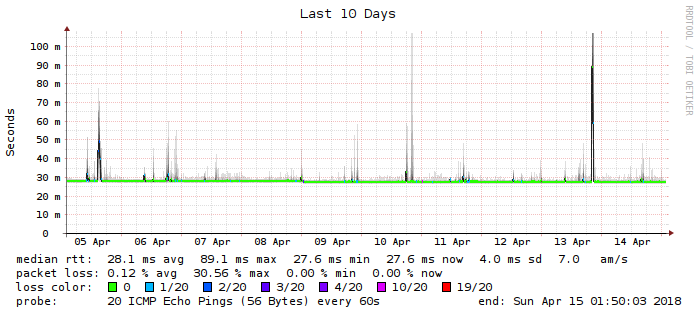 Last 10 Days
RRDTOOL / TOBI OETIKER
Seconds
100 m
90 m
80 m
70 m
60 m
50 m
40 m
30 m
20 m
10 m
0
05 Apr 06 Apr 07 Apr 08 Apr 09 Apr 10 Apr 11 Apr 12 Apr 13 Apr 14 Apr
median rtt: 28.1 ms avg 89.1 ms max 27.6 ms min 27.6 ms now 4.0 ms sd 7.0 am/s
packet loss: 0.12 % avg 30.56 % max 0.00 % min 0.00 % now
loss color: 0 1/20 2/20 3/20 4/20 10/20 19/20
probe: 20 ICMP Echo Pings (56 Bytes) every 60s end: Sun Apr 15 01:50:03 2018